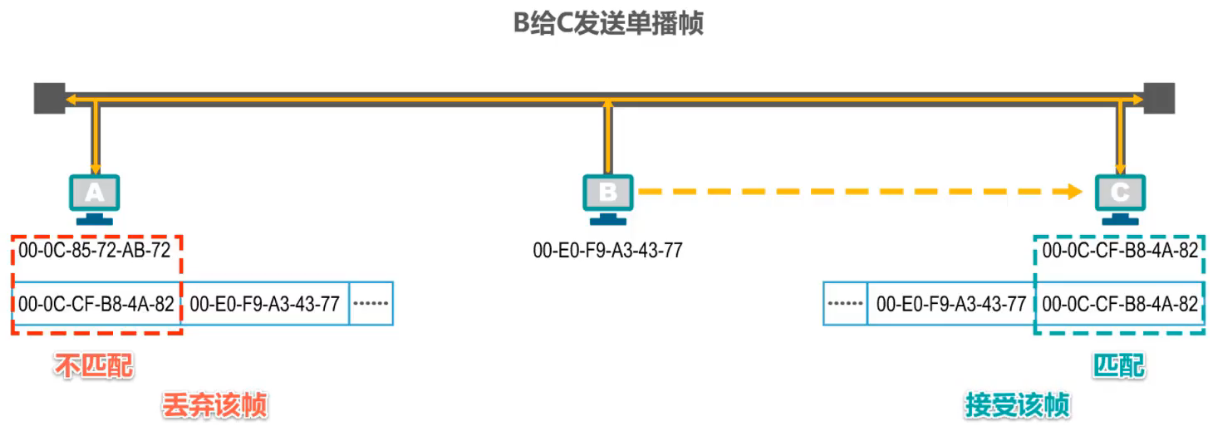 B给C发送单播帧
A
B
C
00-0C-85-72-AB-72
00-E0-F9-A3-43-77
00-0C-CF-B8-4A-82
00-0C-CF-B8-4A-82 00-E0-F9-A3-43-77 ······
······ 00-E0-F9-A3-43-77 00-0C-CF-B8-4A-82
不匹配
匹配
丢弃该帧
接受该帧